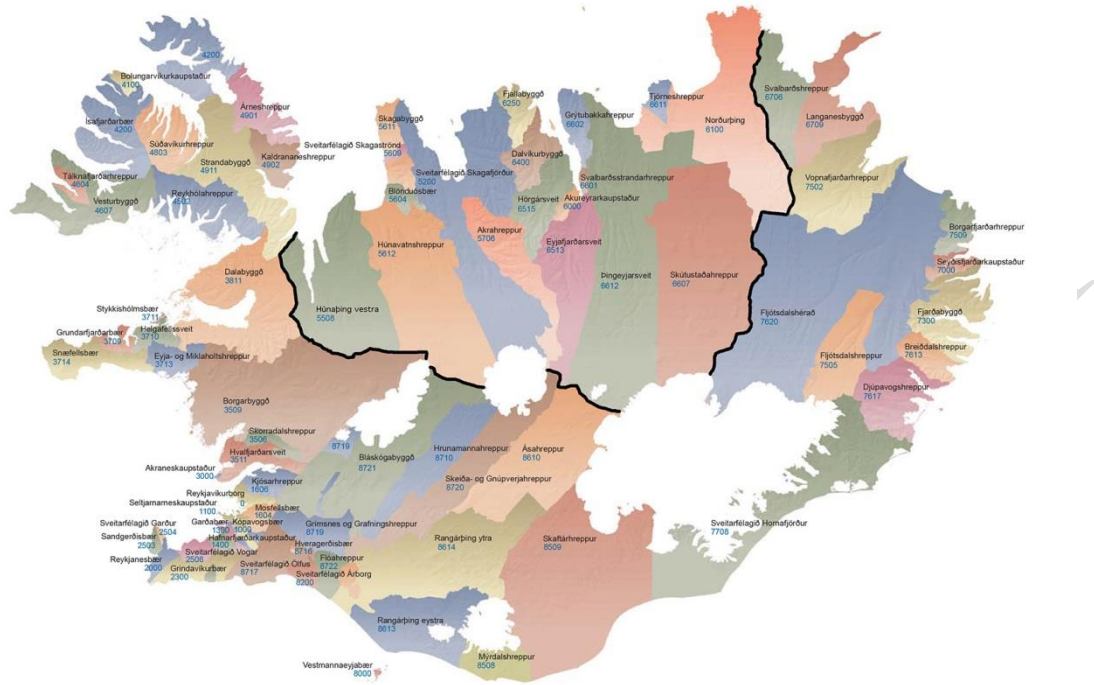 4200
Bolungarvíkurkaupstaður
4100
Árneshreppur
4901
Ísafjarðarbær
4200
Súðavíkurhreppur
4803
Strandabyggð
4911
Kaldrananeshreppur
4902
Tálknafjarðarhreppur
4604
Vesturbyggð
4607
Reykhólahreppur
4502
Skagabyggð
5611
Sveitarfélagið Skagaströnd
5609
Sveitarfélagið Skagafjörður
5200
Blönduósbær
5604
Fjallabyggð
6250
Dalvíkurbyggð
6400
Hörgársveit
6515
Grýtubakkahreppur
6602
Svalbarðsstrandarhreppur
6601
Akureyrarkaupstaður
6000
Tjörneshreppur
6611
Norðurþing
6100
Svalbarðshreppur
6706
Langanesbyggð
6709
Vopnafjarðarhreppur
7502
Borgarfjarðarhreppur
7509
Seyðisfjarðarkaupstaður
7000
Fjarðabyggð
7300
Breiðdalshreppur
7613
Djúpavogshreppur
7617
Fljótsdalshérað
7620
Fljótsdalshreppur
7505
Skútustaðahreppur
6607
Þingeyjarsveit
6612
Eyjafjarðarsveit
6513
Akrahreppur
5706
Húnavatnshreppur
5612
Húnaþing vestra
5508
Dalabyggð
3811
Stykkishólmsbær
3711
Grundarfjarðarbær
3709
Helgafellssveit
3710
Snæfellsbær
3714
Eyja- og Miklaholtshreppur
3713
Borgarbyggð
3509
Skorradalshreppur
3506
Hvalfjarðarsveit
3511
Akraneskaupstaður
3000
Kjósarhreppur
1606
Reykjavíkurborg
0
Seltjarnarneskaupstaður
1100
Mosfellsbær
1604
Sveitarfélagið Garður
2504
Garðabær
1300
Kópavogsbær
1000
Sandgerðisbær
2503
Hafnarfjarðarkaupstaður
1400
Reykjanesbær
2000
Sveitarfélagið Vogar
2506
Grindavíkurbær
2300
Sveitarfélagið Ölfus
8717
Hveragerðisbær
8716
Flóahreppur
8722
Sveitarfélagið Árborg
8200
Grímsnes og Grafningshreppur
8719
8719
Bláskógabyggð
8721
Hrunamannahreppur
8710
Skeiða- og Gnúpverjahreppur
8720
Ásahreppur
8610
Rangárþing ytra
8614
Skaftárhreppur
8509
Sveitarfélagið Hornafjörður
7708
Rangárþing eystra
8613
Mýrdalshreppur
8508
Vestmannaeyjabær
8000